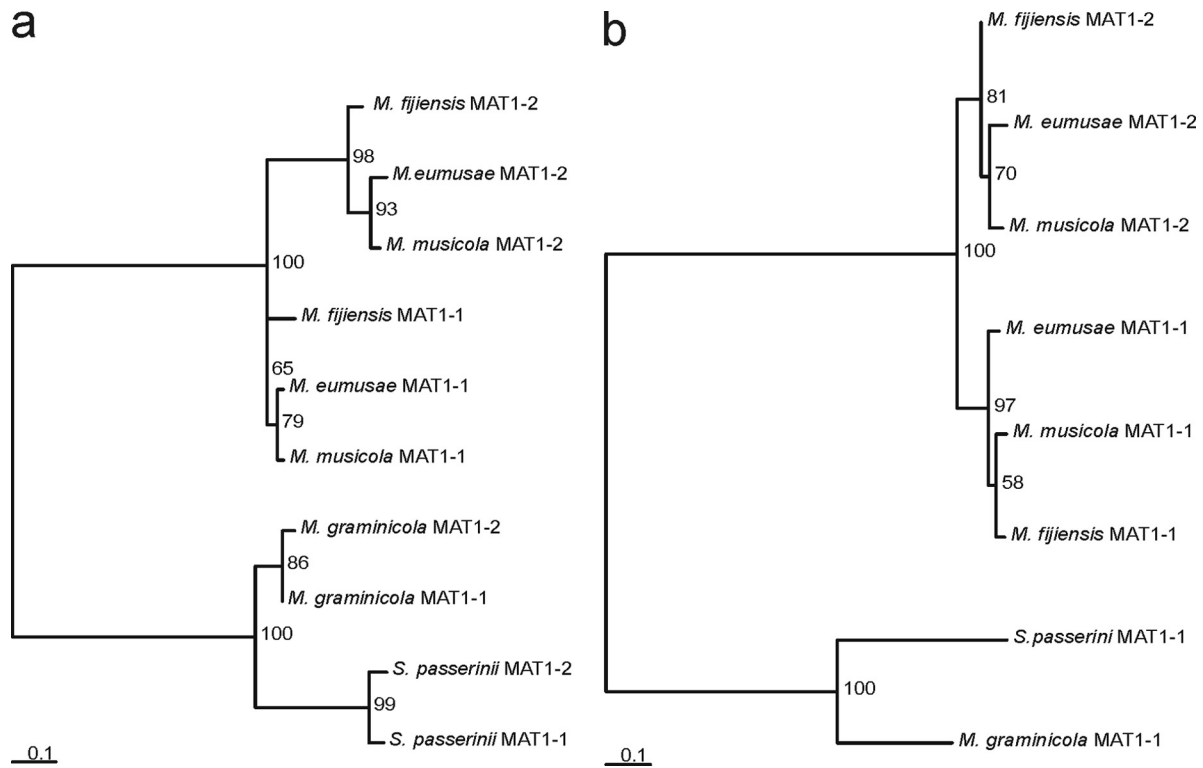 a
M. fijiensis MAT1-2
98
M.eumusae MAT1-2
93
M. musicola MAT1-2
100
M. fijiensis MAT1-1
65
M. eumusae MAT1-1
79
M. musicola MAT1-1
M. graminicola MAT1-2
86
M. graminicola MAT1-1
100
S. passerinii MAT1-2
99
S. passerinii MAT1-1
0.1
b
M. fijiensis MAT1-2
81
M. eumusae MAT1-2
70
M. musicola MAT1-2
100
M. eumusae MAT1-1
97
M. musicola MAT1-1
58
M. fijiensis MAT1-1
S.passerini MAT1-1
100
M. graminicola MAT1-1
0.1